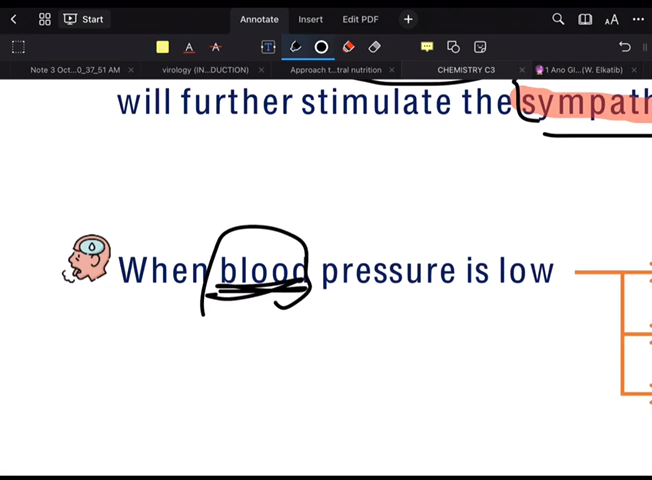 Start
Annotate Insert Edit PDF
Note 3 Oct...0_37_51 AM virology (IN...DUCTION) Approach t...tral nutrition CHEMISTRY C3 1 Ano Gl...(W. Elkatib)
will further stimulate the sympath
When blood pressure is low